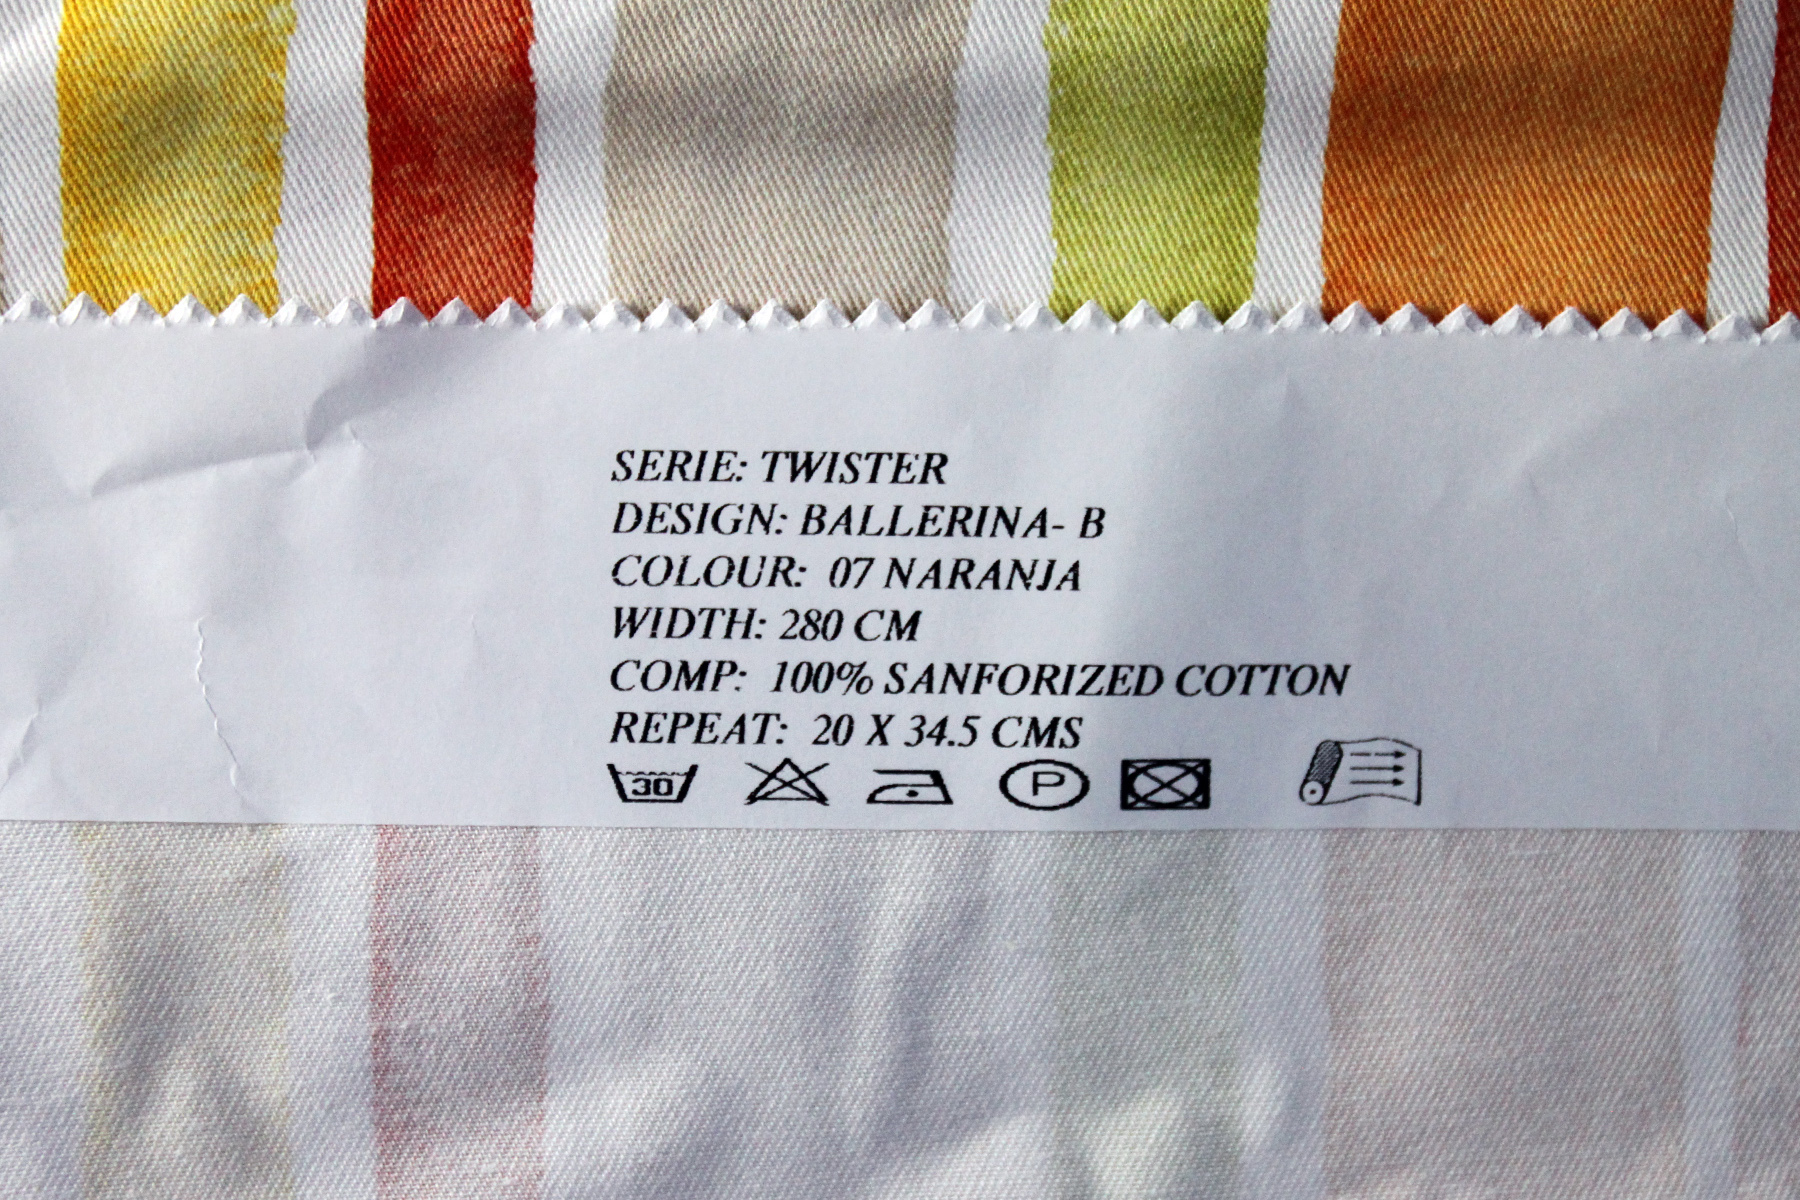 SERIE: TWISTER
DESIGN: BALLERINA- B
COLOUR: 07 NARANJA
WIDTH: 280 CM
COMP: 100% SANFORIZED COTTON
REPEAT: 20 X 34.5 CMS
30 P